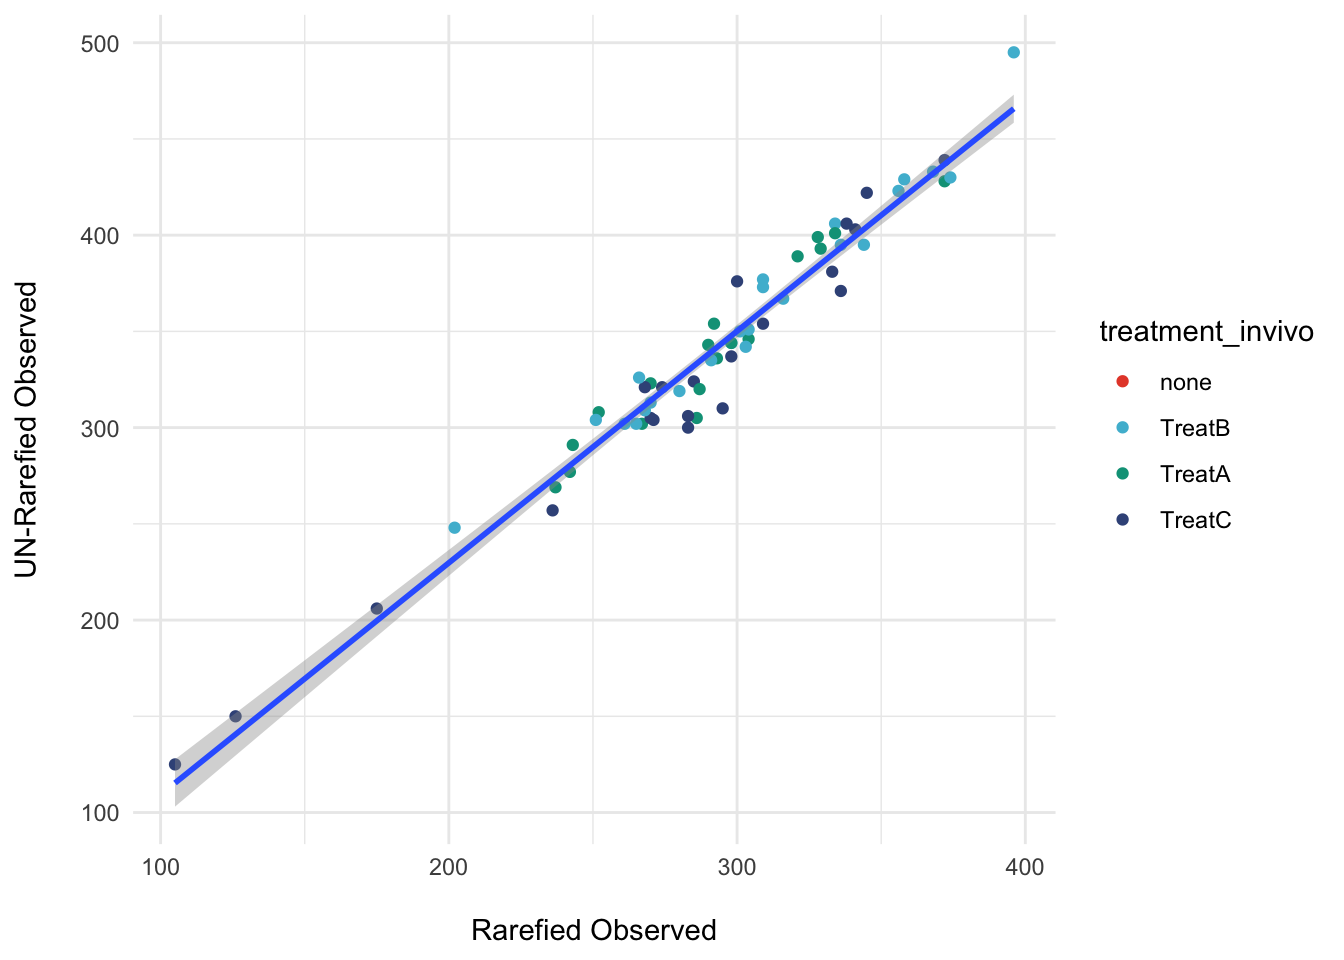 500
400
300
200
100
UN-Rarefied Observed
100 200 300 400
Rarefied Observed
treatment_invivo
none
TreatB
TreatA
TreatC